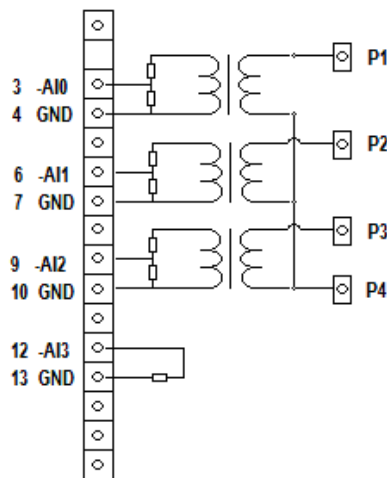 P1
3 -AI0
4 GND
P2
6 -AI1
7 GND
P3
9 -AI2
10 GND
P4
12 -AI3
13 GND